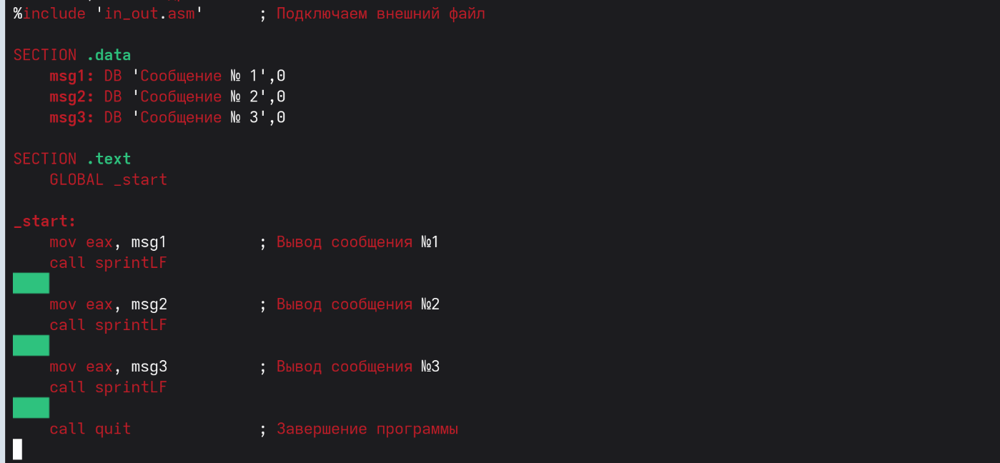 %include 'in_out.asm'      ; Подключаем внешний файл
SECTION .data
    msg1: DB 'Сообщение № 1',0
    msg2: DB 'Сообщение № 2',0
    msg3: DB 'Сообщение № 3',0
SECTION .text
    GLOBAL _start
_start:
    mov eax, msg1          ; Вывод сообщения №1
    call sprintLF
    mov eax, msg2          ; Вывод сообщения №2
    call sprintLF
    mov eax, msg3          ; Вывод сообщения №3
    call sprintLF
    call quit              ; Завершение программы